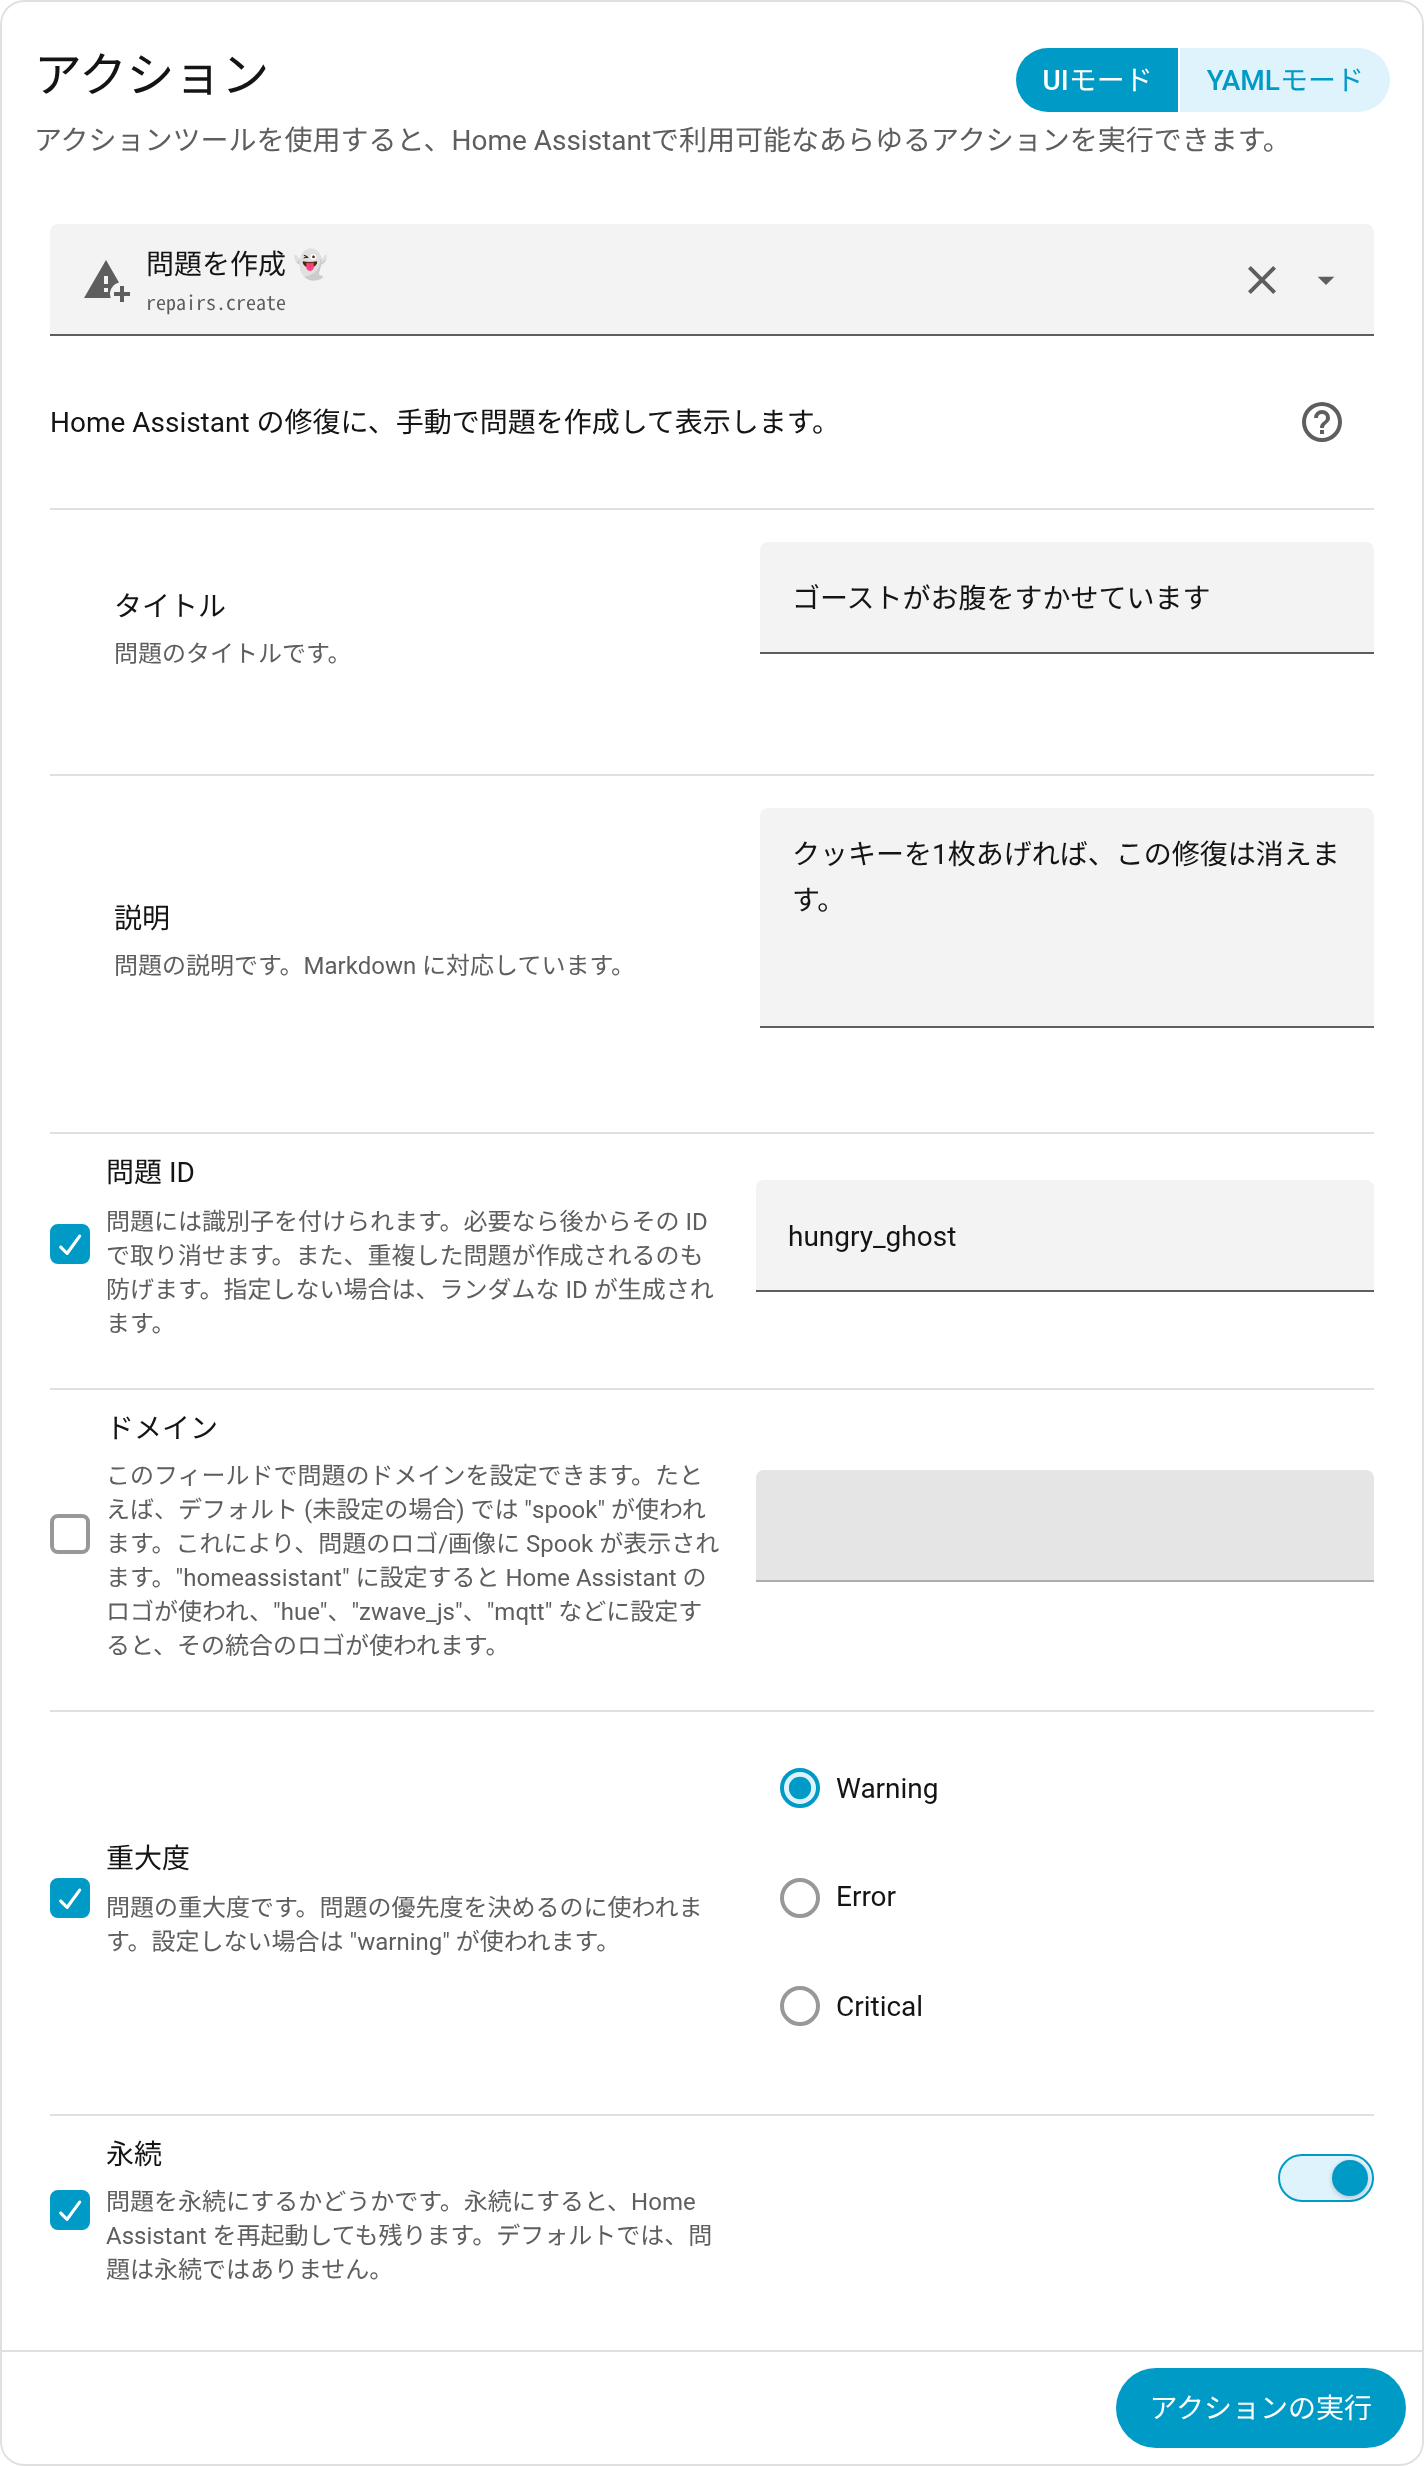 アクション
UIモード
YAMLモード
アクションツールを使用すると、Home Assistantで利用可能なあらゆるアクションを実行できます。
問題を作成 👻
repairs.create
Home Assistant の修復に、手動で問題を作成して表示します。
タイトル
問題のタイトルです。
ゴーストがお腹をすかせています
説明
問題の説明です。Markdown に対応しています。
クッキーを1枚あげれば、この修復は消えま
す。
問題 ID
問題には識別子を付けられます。必要なら後からその ID
で取り消せます。また、重複した問題が作成されるのも
防げます。指定しない場合は、ランダムな ID が生成され
ます。
hungry_ghost
ドメイン
このフィールドで問題のドメインを設定できます。たと
えば、デフォルト (未設定の場合) では "spook" が使われ
ます。これにより、問題のロゴ/画像に Spook が表示され
ます。"homeassistant" に設定すると Home Assistant の
ロゴが使われ、"hue"、"zwave_js"、"mqtt" などに設定す
ると、その統合のロゴが使われます。
重大度
問題の重大度です。問題の優先度を決めるのに使われま
す。設定しない場合は "warning" が使われます。
Warning
Error
Critical
永続
問題を永続にするかどうかです。永続にすると、Home
Assistant を再起動しても残ります。デフォルトでは、問
題は永続ではありません。
アクションの実行